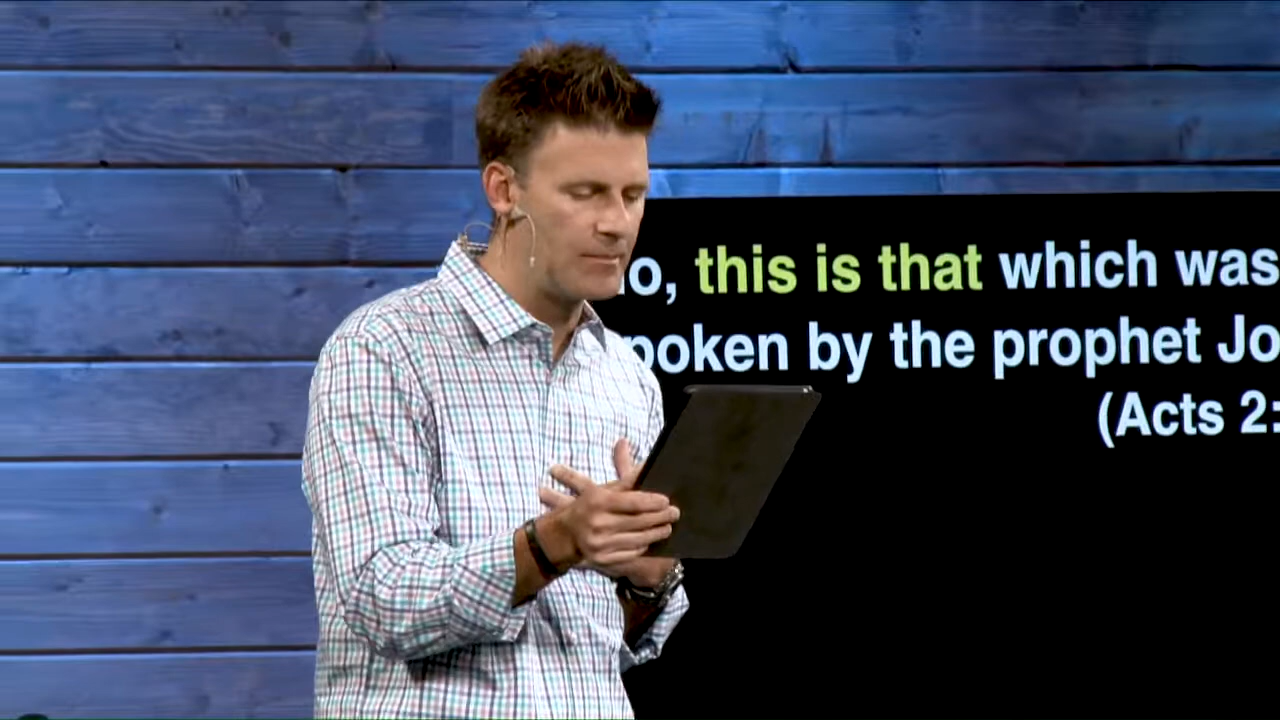 this is that which was
by the prophet
(Acts 2: